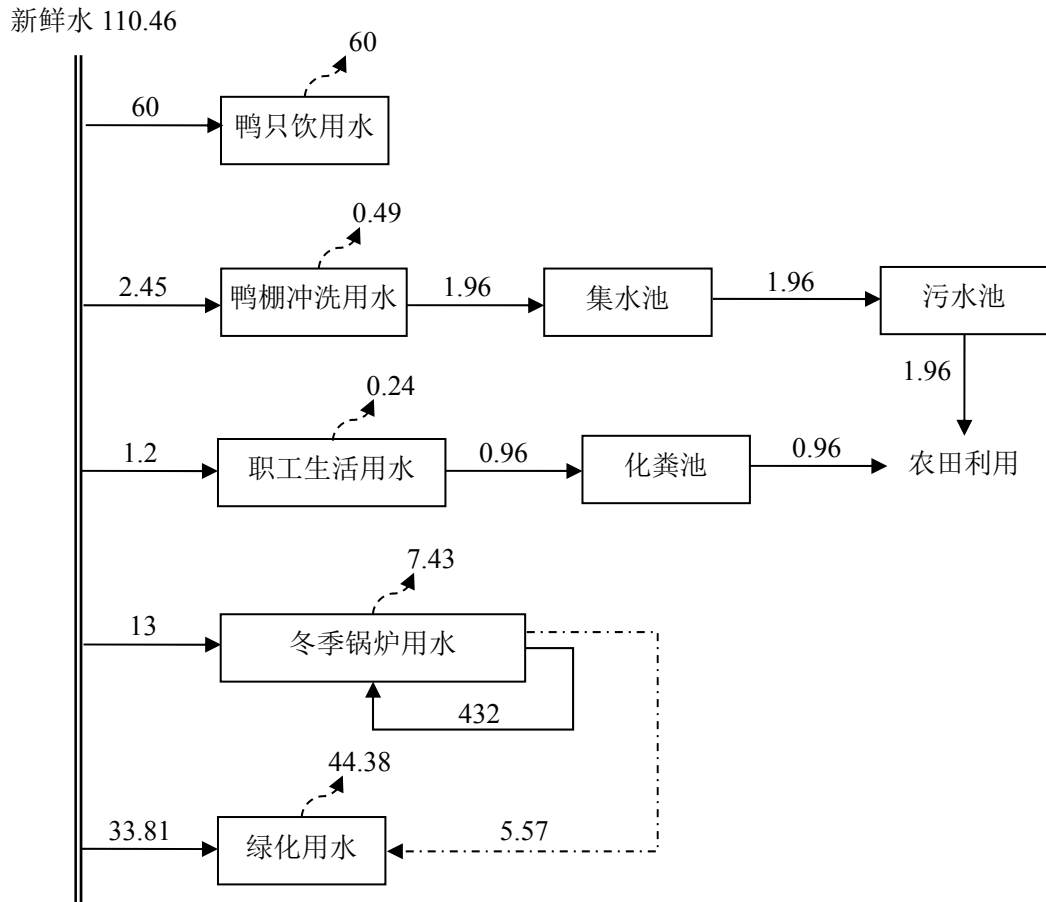 新鲜水 110.46
60
60
鸭只饮用水
0.49
2.45
鸭棚冲洗用水
1.96
集水池
1.96
污水池
1.96
0.24
1.2
职工生活用水
0.96
化粪池
0.96
农田利用
7.43
13
冬季锅炉用水
432
44.38
33.81
绿化用水
5.57